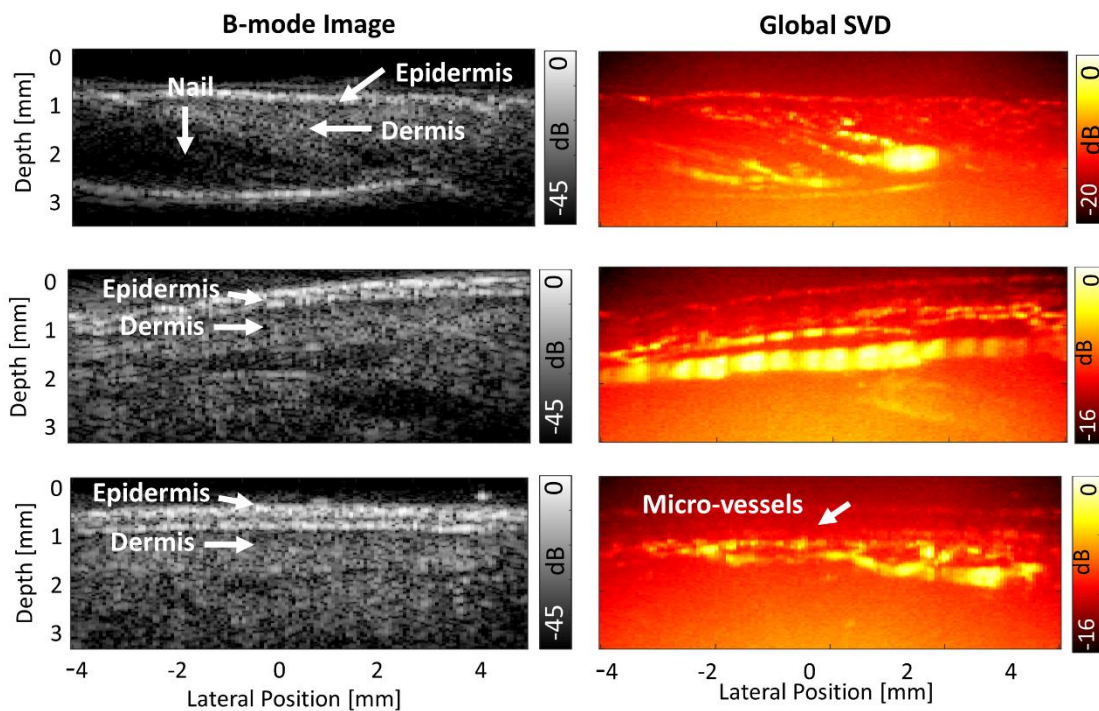 B-mode Image
Global SVD
0
1
2
3
Depth [mm]
Nail
Epidermis
Dermis
0
dB
-45
0
dB
-20
0
1
2
3
Depth [mm]
Epidermis
Dermis
0
dB
-45
0
dB
-16
0
1
2
3
Depth [mm]
Epidermis
Dermis
0
dB
-45
Micro-vessels
0
dB
-16
-4 -2 0 2 4
Lateral Position [mm]
-2 0 2 4
Lateral Position [mm]